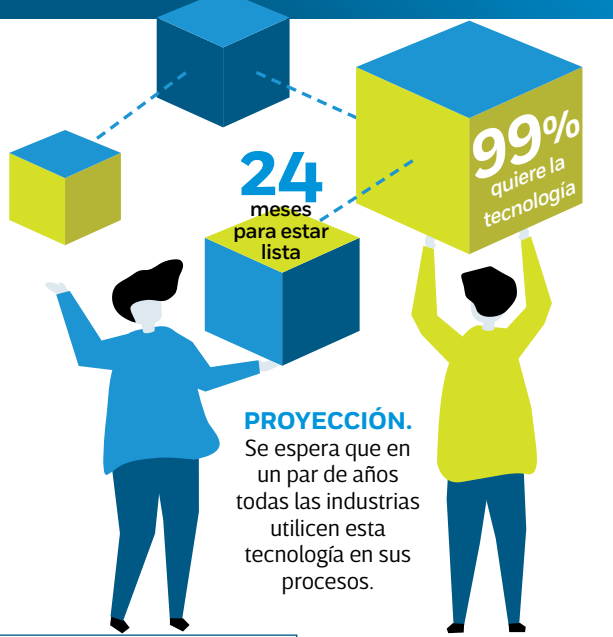 99%
quiere la
tecnología
24
meses
para estar
lista
PROYECCIÓN.
Se espera que en
un par de años
todas las industrias
utilicen esta
tecnología en sus
procesos.